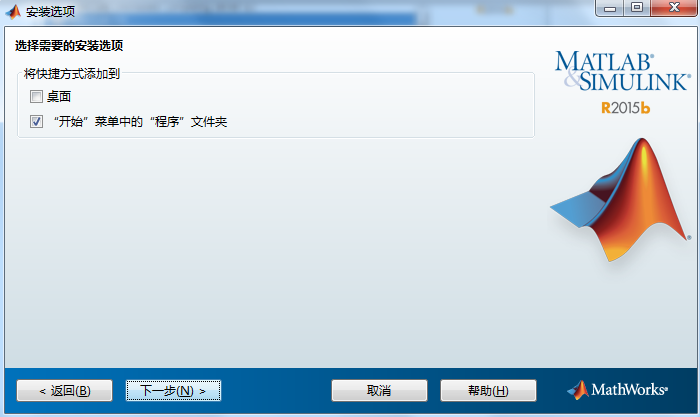 安装选项
选择需要的安装选项
将快捷方式添加到
桌面
“开始”菜单中的“程序”文件夹
MATLAB®
&SIMULINK®
R2015b
®
< 返回(B)
下一步(N) >
取消
帮助(H)
MathWorks®